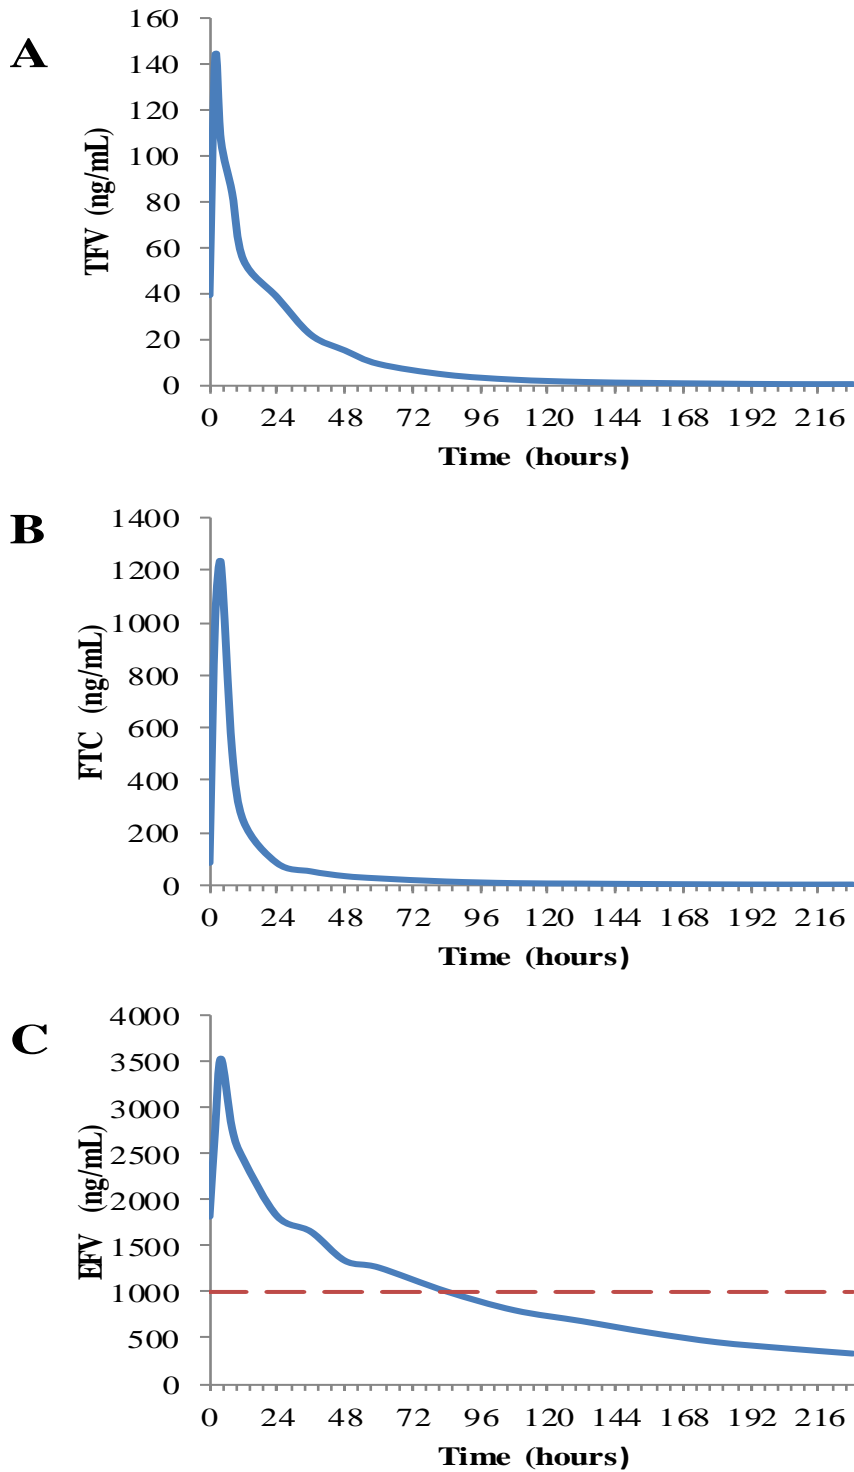 A
TFV (ng/mL)
160
140
120
100
80
60
40
20
0
0 24 48 72 96 120 144 168 192 216
Time (hours)
B
FTC (ng/mL)
1400
1200
1000
800
600
400
200
0
0 24 48 72 96 120 144 168 192 216
Time (hours)
C
EFV (ng/mL)
4000
3500
3000
2500
2000
1500
1000
500
0
0 24 48 72 96 120 144 168 192 216
Time (hours)